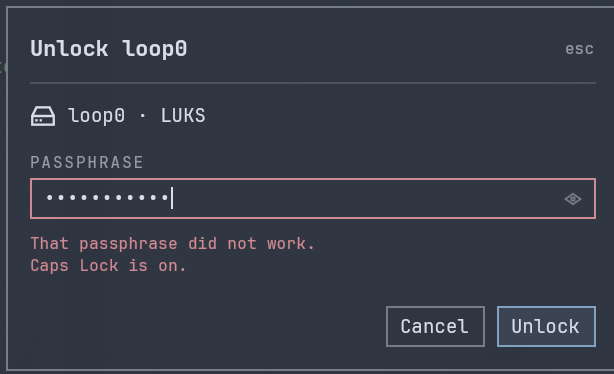 Unlock loop0
esc
loop0 · LUKS
PASSPHRASE
•••••••••••
That passphrase did not work.
Caps Lock is on.
Cancel
Unlock